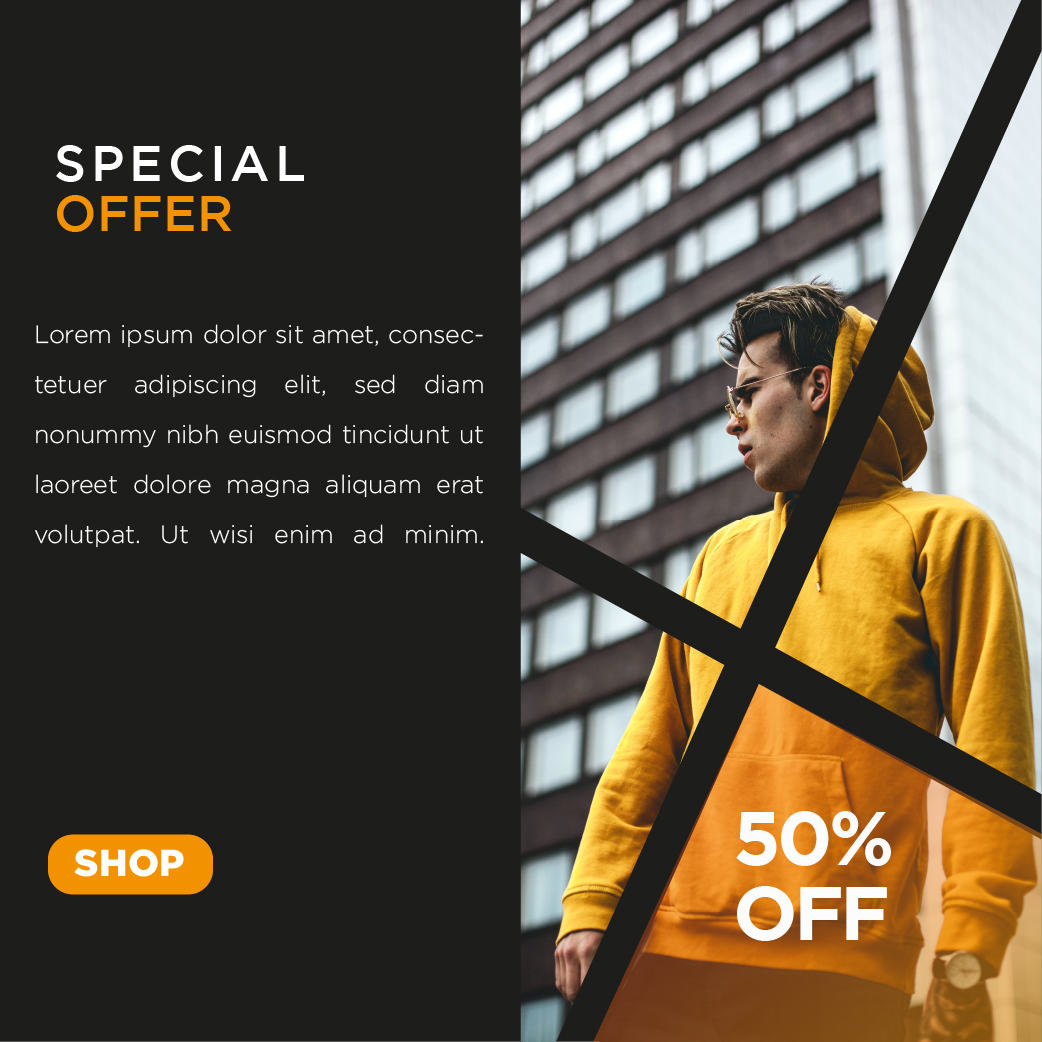 SPECIAL
OFFER
Lorem ipsum dolor sit amet, consec-
tetuer adipiscing elit, sed diam
nonummy nibh euismod tincidunt ut
laoreet dolore magna aliquam erat
volutpat. Ut wisi enim ad minim.
SHOP
50%
OFF